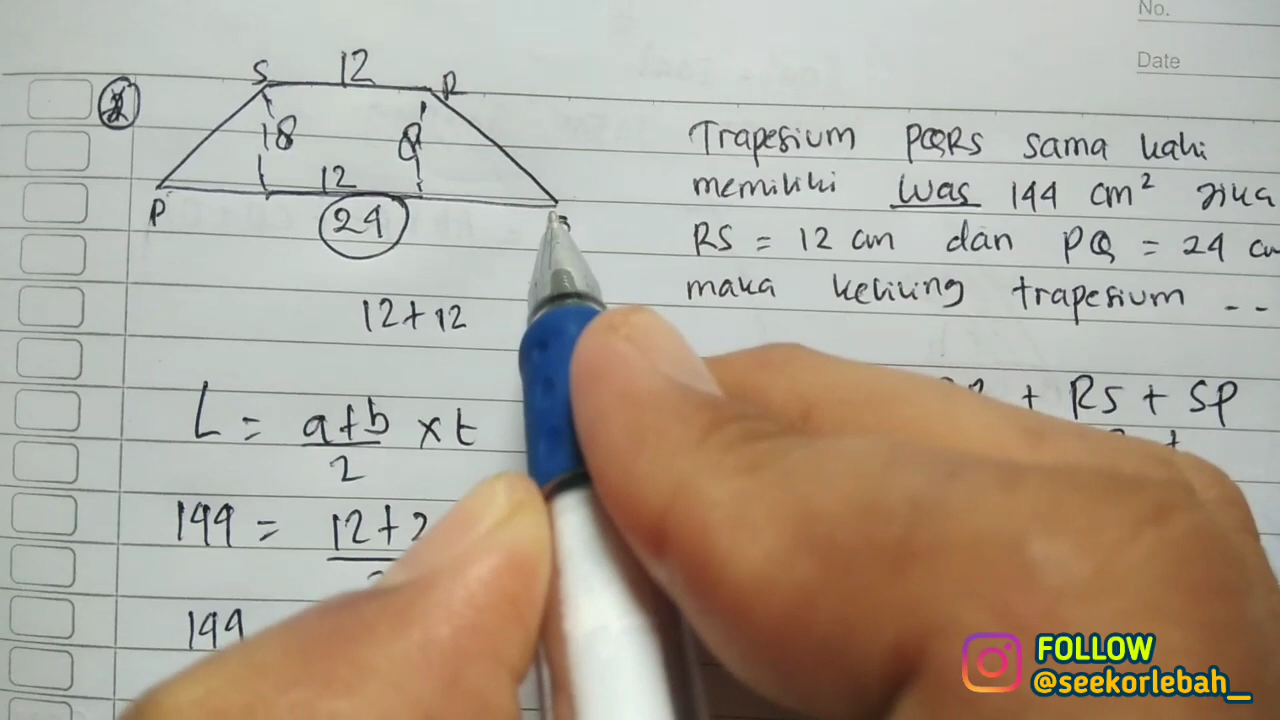 No.
Date
S 12 R
18 8
12
P
24
Trapesium PQRS sama kaki
memiliki luas 144 cm² jika
RS = 12 cm dan PQ = 24 c
maka keliling trapesium --
12+12
+ RS + SP
L = a+b/2 x t
144 = 12+2
144
FOLLOW
@seekorlebah_